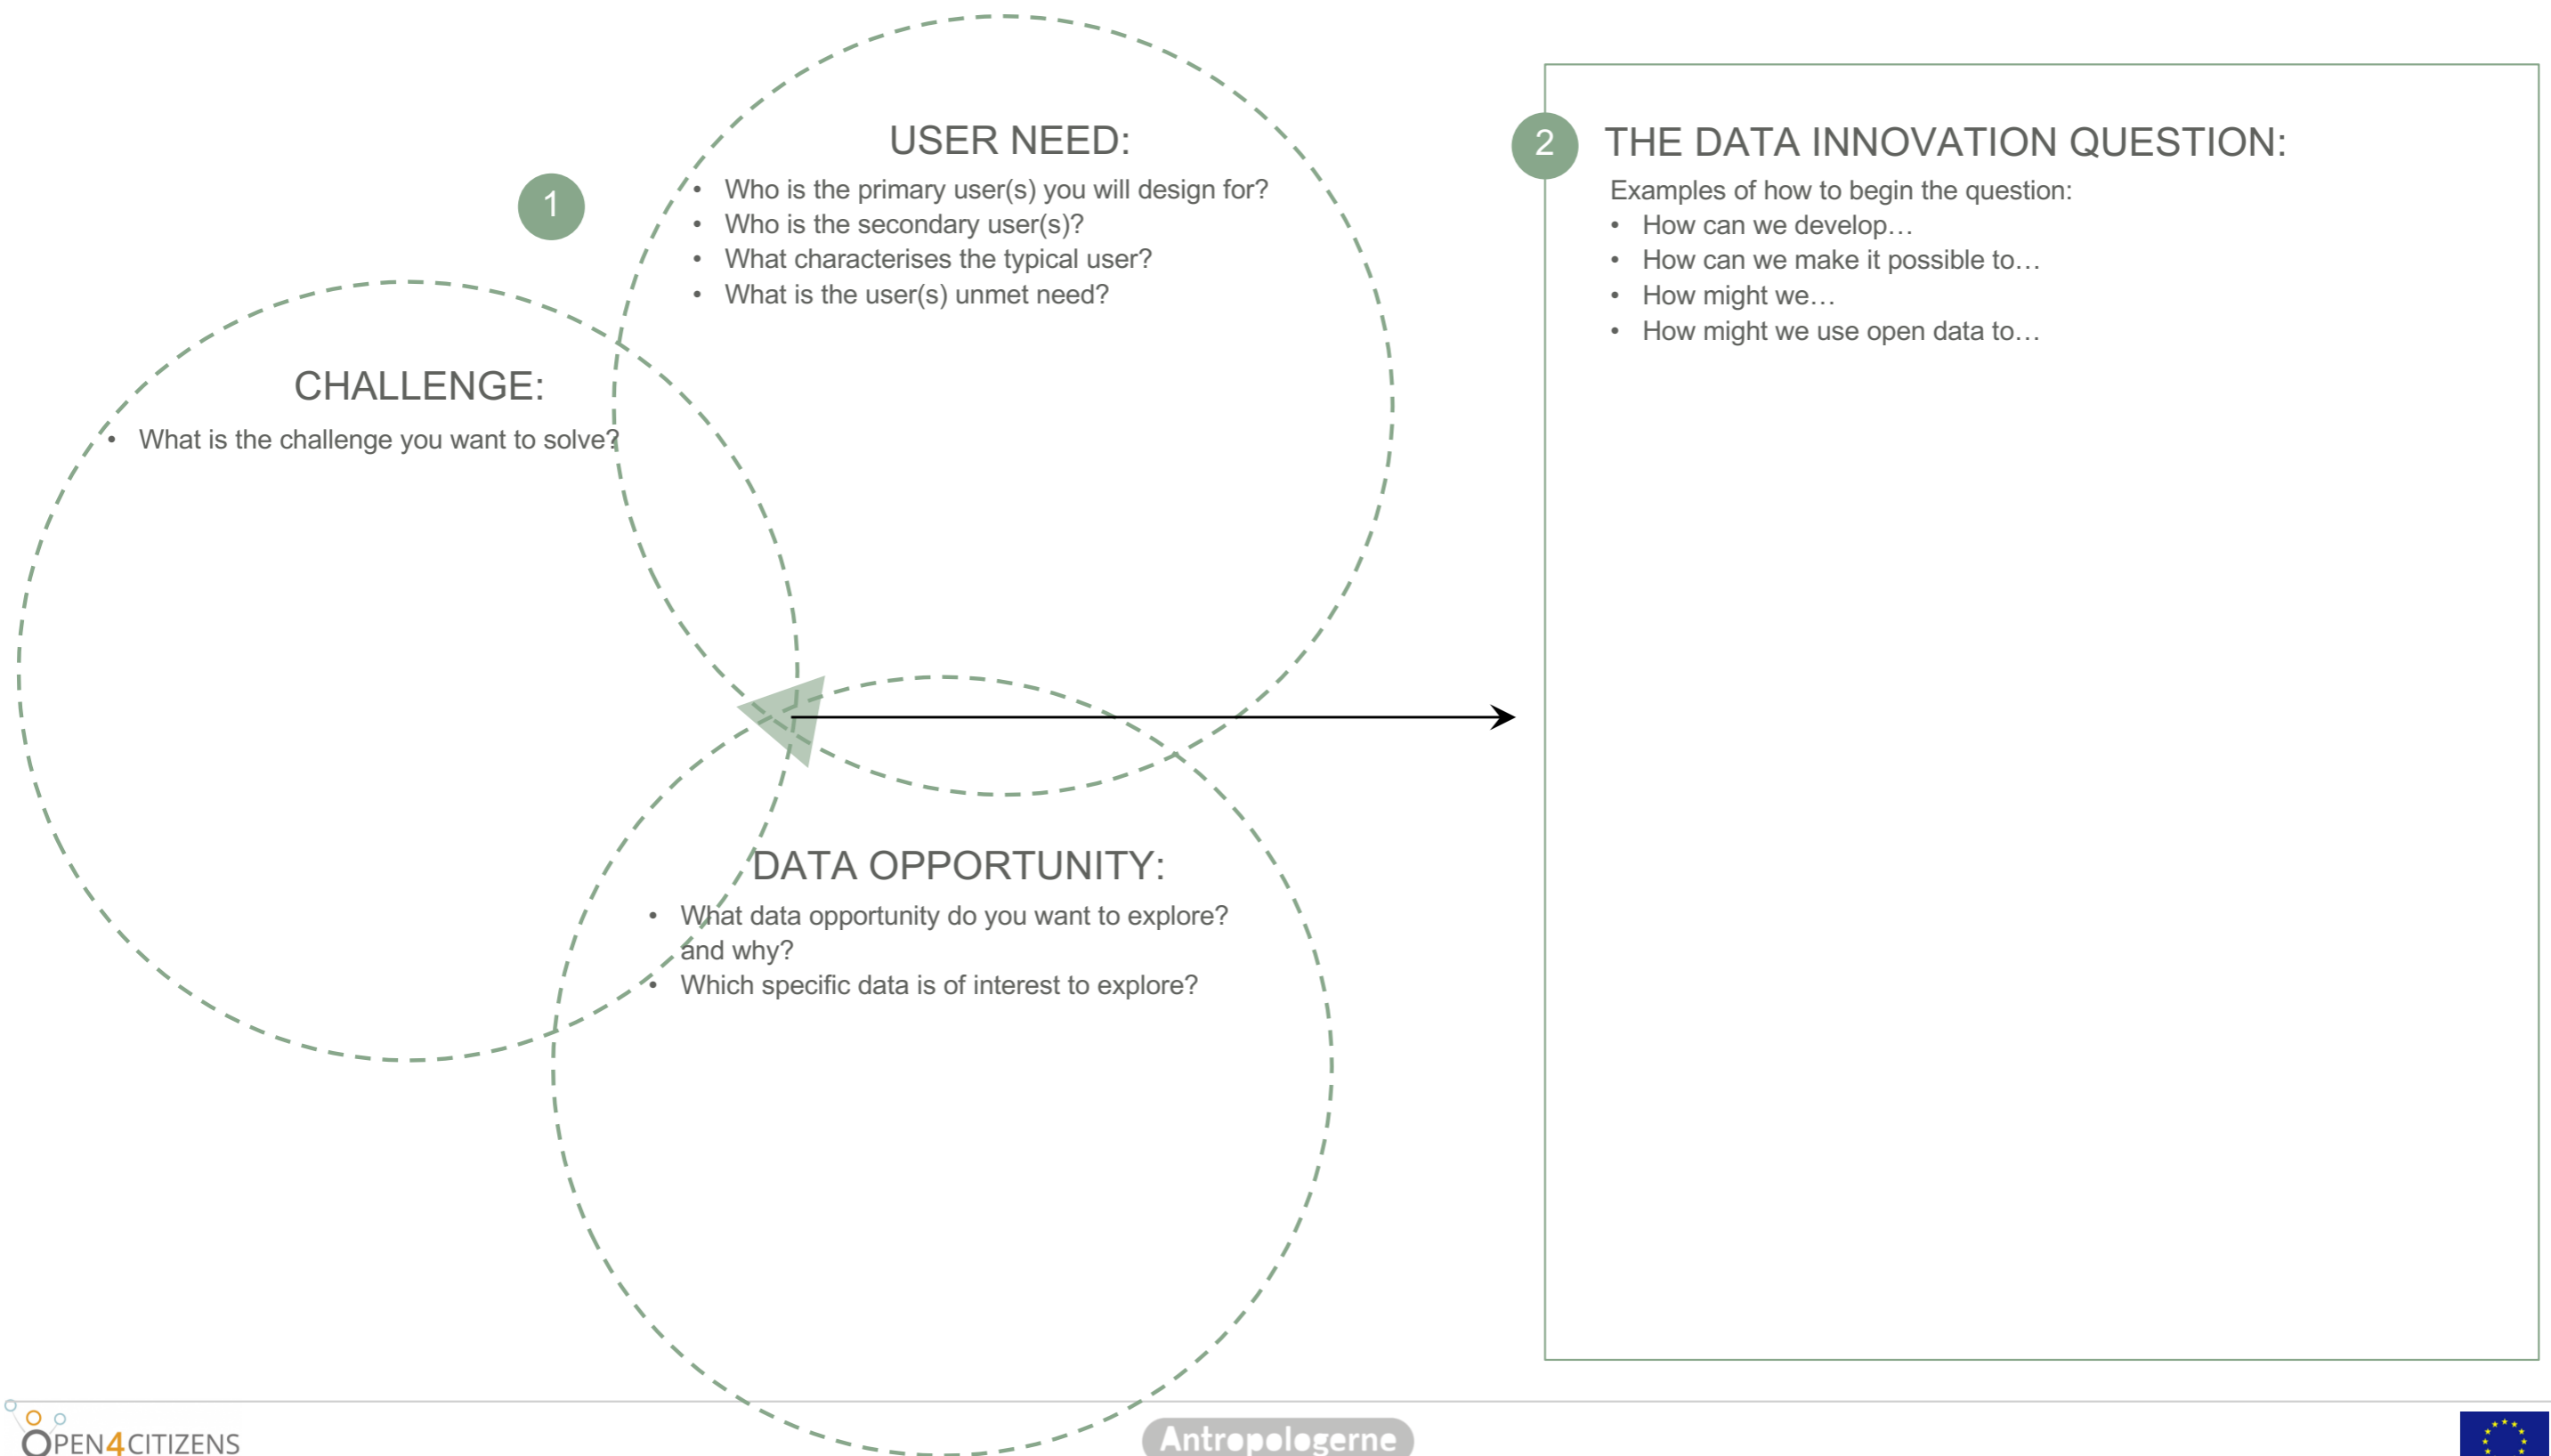 1
USER NEED:
• Who is the primary user(s) you will design for?
• Who is the secondary user(s)?
• What characterises the typical user?
• What is the user(s) unmet need?
CHALLENGE:
• What is the challenge you want to solve?
DATA OPPORTUNITY:
• What data opportunity do you want to explore?
and why?
• Which specific data is of interest to explore?
2
THE DATA INNOVATION QUESTION:
Examples of how to begin the question:
• How can we develop…
• How can we make it possible to…
• How might we…
• How might we use open data to…
OPEN4CITIZENS
Antropologerne